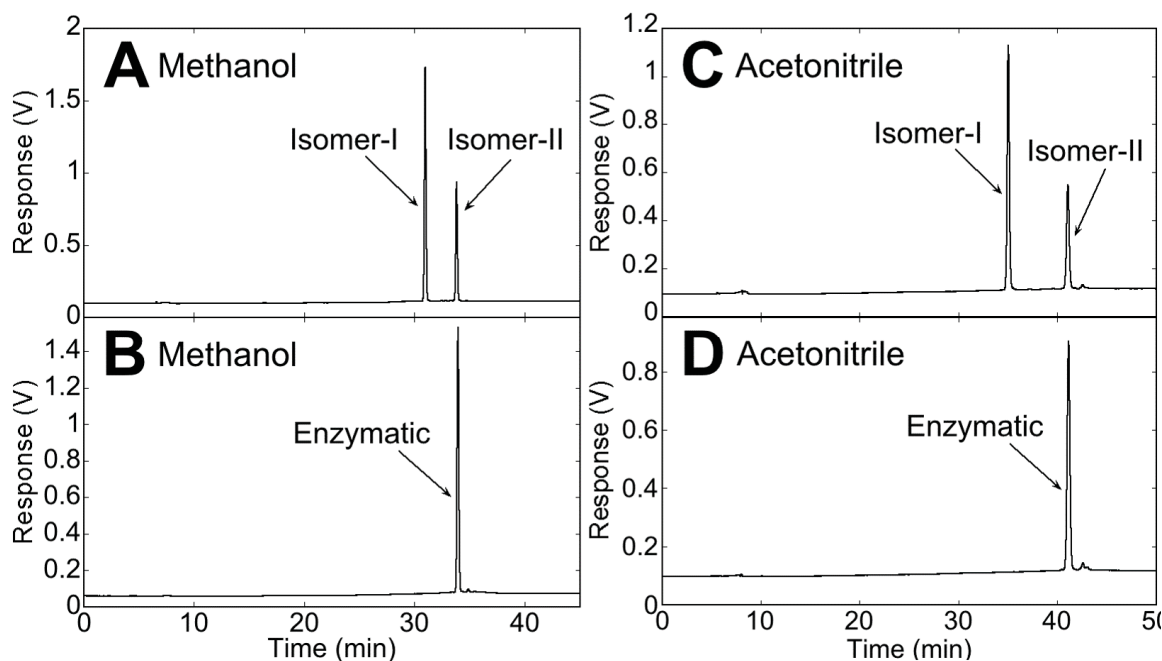 A Methanol
Response (V)
2
1.5
1
0.5
0
Isomer-I
Isomer-II
B Methanol
Response (V)
1.4
1.2
1
0.8
0.6
0.4
0.2
0
Enzymatic
0 10 20 30 40
Time (min)
C Acetonitrile
Response (V)
1.2
1
0.8
0.6
0.4
0.2
0
Isomer-I
Isomer-II
D Acetonitrile
Response (V)
0.8
0.6
0.4
0.2
0
Enzymatic
0 10 20 30 40 50
Time (min)